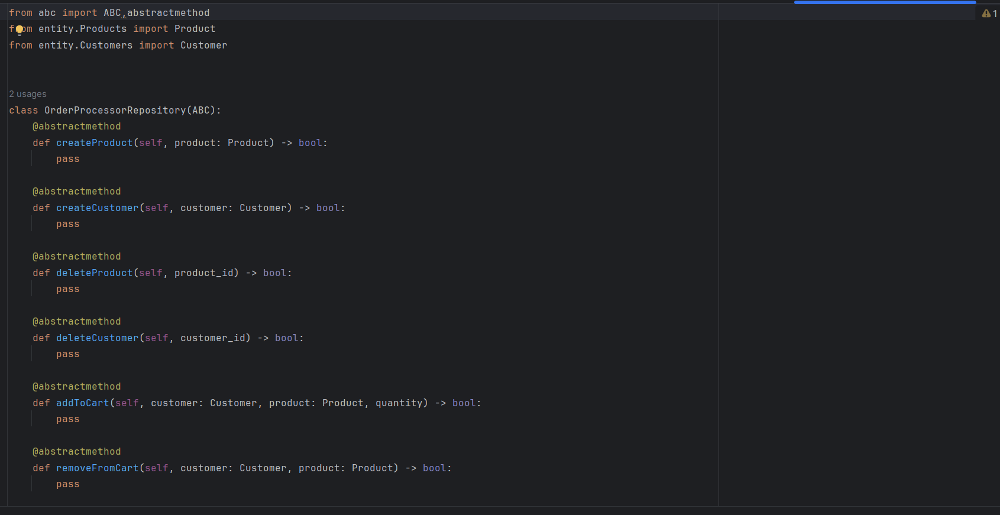 from abc import ABC,abstractmethod
from entity.Products import Product
from entity.Customers import Customer
2 usages
class OrderProcessorRepository(ABC):
    @abstractmethod
    def createProduct(self, product: Product) -> bool:
        pass
    @abstractmethod
    def createCustomer(self, customer: Customer) -> bool:
        pass
    @abstractmethod
    def deleteProduct(self, product_id) -> bool:
        pass
    @abstractmethod
    def deleteCustomer(self, customer_id) -> bool:
        pass
    @abstractmethod
    def addToCart(self, customer: Customer, product: Product, quantity) -> bool:
        pass
    @abstractmethod
    def removeFromCart(self, customer: Customer, product: Product) -> bool:
        pass
1